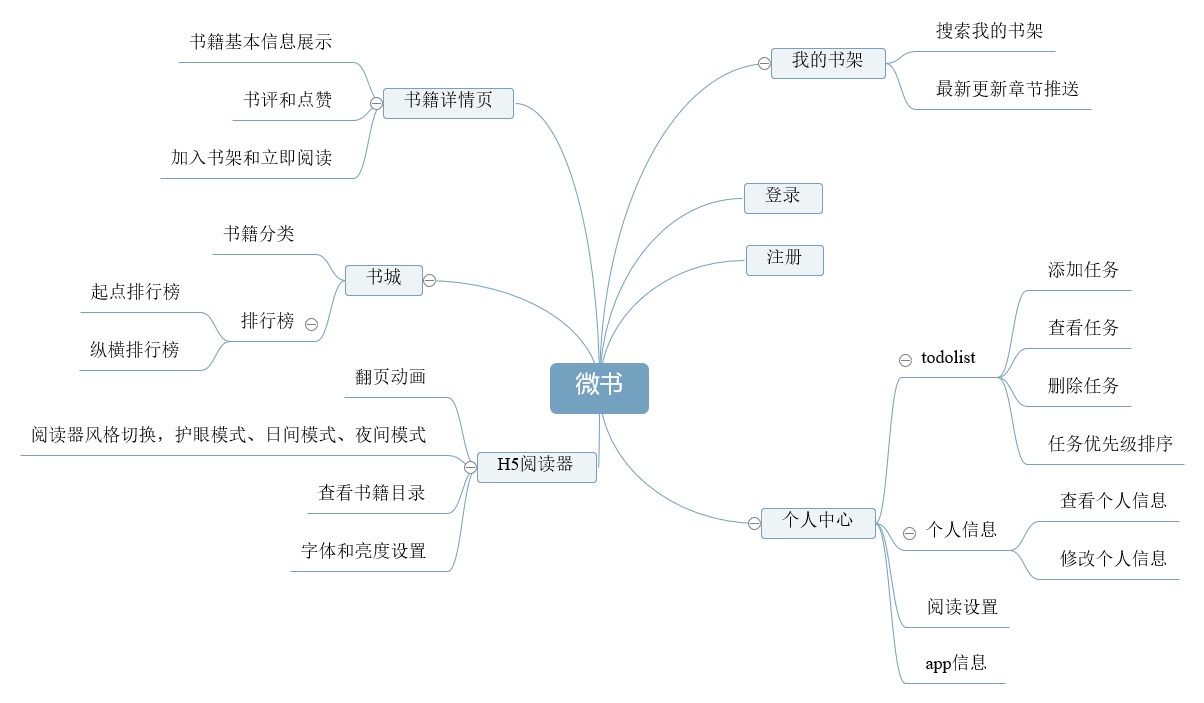 书籍基本信息展示
书评和点赞
加入书架和立即阅读
书籍详情页
书籍分类
书城
起点排行榜
纵横排行榜
排行榜
翻页动画
阅读器风格切换，护眼模式、日间模式、夜间模式
查看书籍目录
字体和亮度设置
H5阅读器
微书
我的书架
搜索我的书架
最新更新章节推送
登录
注册
个人中心
todolist
添加任务
查看任务
删除任务
任务优先级排序
个人信息
查看个人信息
修改个人信息
阅读设置
app信息